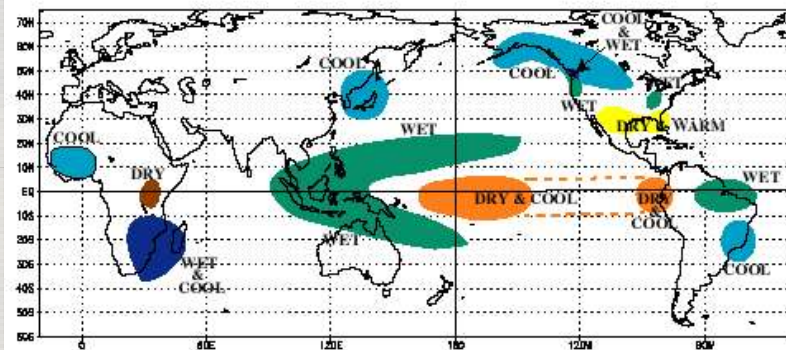 COOL
&
WET
70N
60N
50N
40N
30N
20N
10N
EQ
10S
20S
30S
40S
50S
60S
COOL
COOL
WET
WET
DRY & WARM
COOL
DRY
WET
WET
DRY & COOL
DRY
&
COOL
WET
WET
&
COOL
COOL
0
60E
120E
180
120W
60W